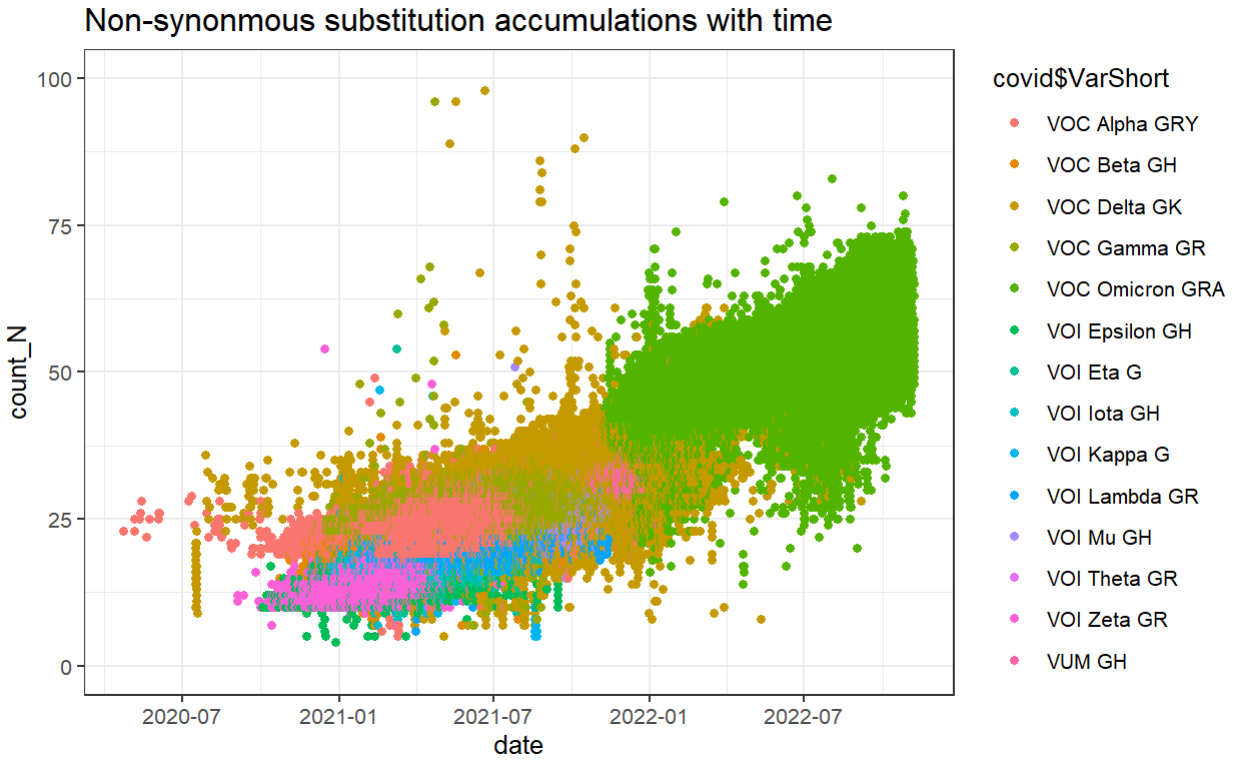 Non-synonmous substitution accumulations with time
100
75
50
25
0
count_N
2020-07
2021-01
2021-07
2022-01
2022-07
date
covid$VarShort
VOC Alpha GRY
VOC Beta GH
VOC Delta GK
VOC Gamma GR
VOC Omicron GRA
VOI Epsilon GH
VOI Eta G
VOI Iota GH
VOI Kappa G
VOI Lambda GR
VOI Mu GH
VOI Theta GR
VOI Zeta GR
VUM GH